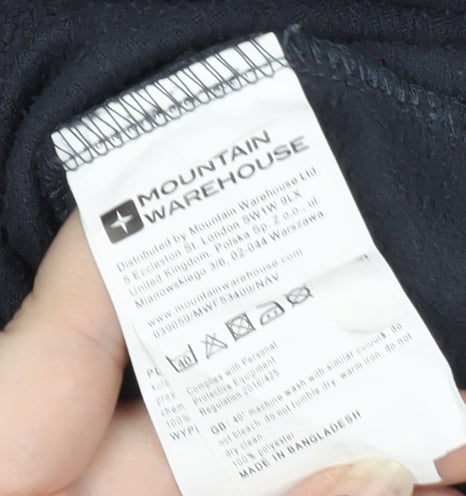 MOUNTAIN
WAREHOUSE
Distributed by Mountain Warehouse Ltd.
6 Eccleston St. London SW1W 9LX
United Kingdom, Polska Sp. Z o.o., ul.
Mianowskiego 3/6, 02-044 Warszawa
www.mountainwarehouse.com
/NAV
40
Complies with Personal
Protective Equipment
Regulation 2016/425
GB: 40° machine wash with similar colours do
not bleach do not tumble dry warm iron do not
dry clean
100% polyester
MADE IN BANGLADESH
100%
WYPR